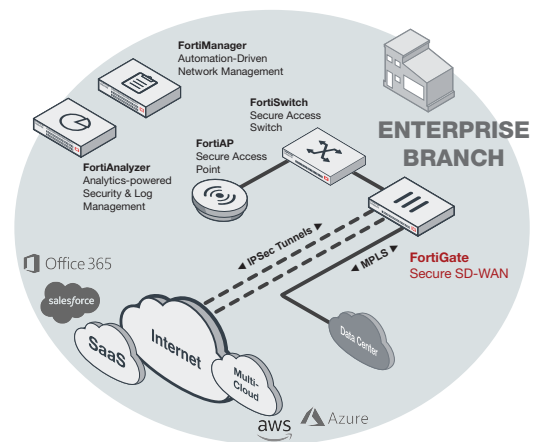 FortiManager
Automation-Driven
Network Management
FortiSwitch
Secure Access
Switch
ENTERPRISE
BRANCH
FortiAP
Secure Access
Point
FortiAnalyzer
Analytics-powered
Security & Log
Management
◄ IPSec Tunnels ►
◄ MPLS ►
FortiGate
Secure SD-WAN
Office 365
salesforce
SaaS
Internet
Multi-
Cloud
Data Center
aws
Azure